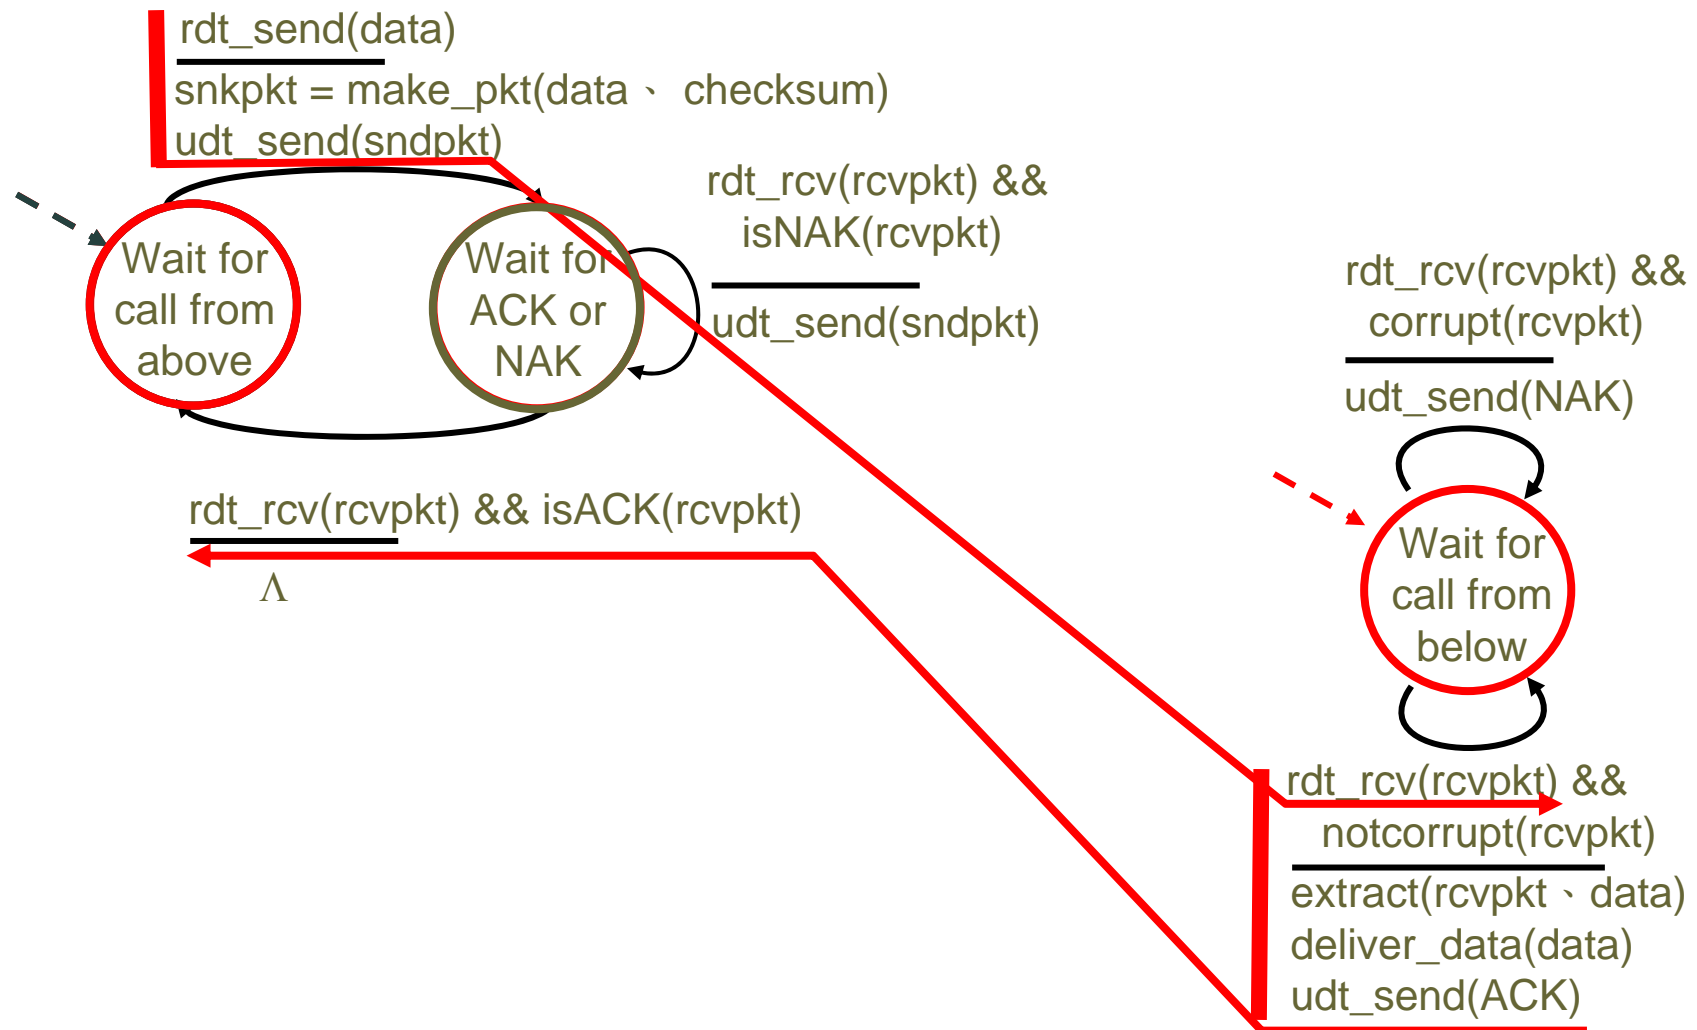 rdt_send(data)
snkpkt = make_pkt(data、 checksum)
udt_send(sndpkt)
Wait for
call from
above
Wait for
ACK or
NAK
rdt_rcv(rcvpkt) &&
isNAK(rcvpkt)
udt_send(sndpkt)
rdt_rcv(rcvpkt) && isACK(rcvpkt)
Λ
rdt_rcv(rcvpkt) &&
corrupt(rcvpkt)
udt_send(NAK)
Wait for
call from
below
rdt_rcv(rcvpkt) &&
notcorrupt(rcvpkt)
extract(rcvpkt、data)
deliver_data(data)
udt_send(ACK)